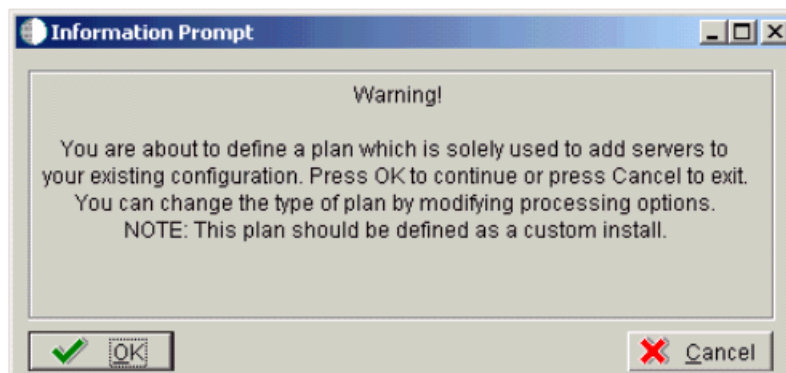 Information Prompt
Warning!
You are about to define a plan which is solely used to add servers to
your existing configuration. Press OK to continue or press Cancel to exit.
You can change the type of plan by modifying processing options.
NOTE: This plan should be defined as a custom install.
OK
Cancel